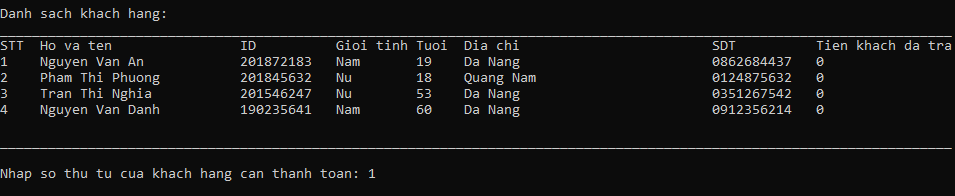 Danh sach khach hang:
STT Ho va ten ID Gioi tinh Tuoi Dia chi SDT Tien khach da tra
1 Nguyen Van An 201872183 Nam 19 Da Nang 0862684437 0
2 Pham Thi Phuong 201845632 Nu 18 Quang Nam 0124875632 0
3 Tran Thi Nghia 201546247 Nu 53 Da Nang 0351267542 0
4 Nguyen Van Danh 190235641 Nam 60 Da Nang 0912356214 0
Nhap so thu tu cua khach hang can thanh toan: 1